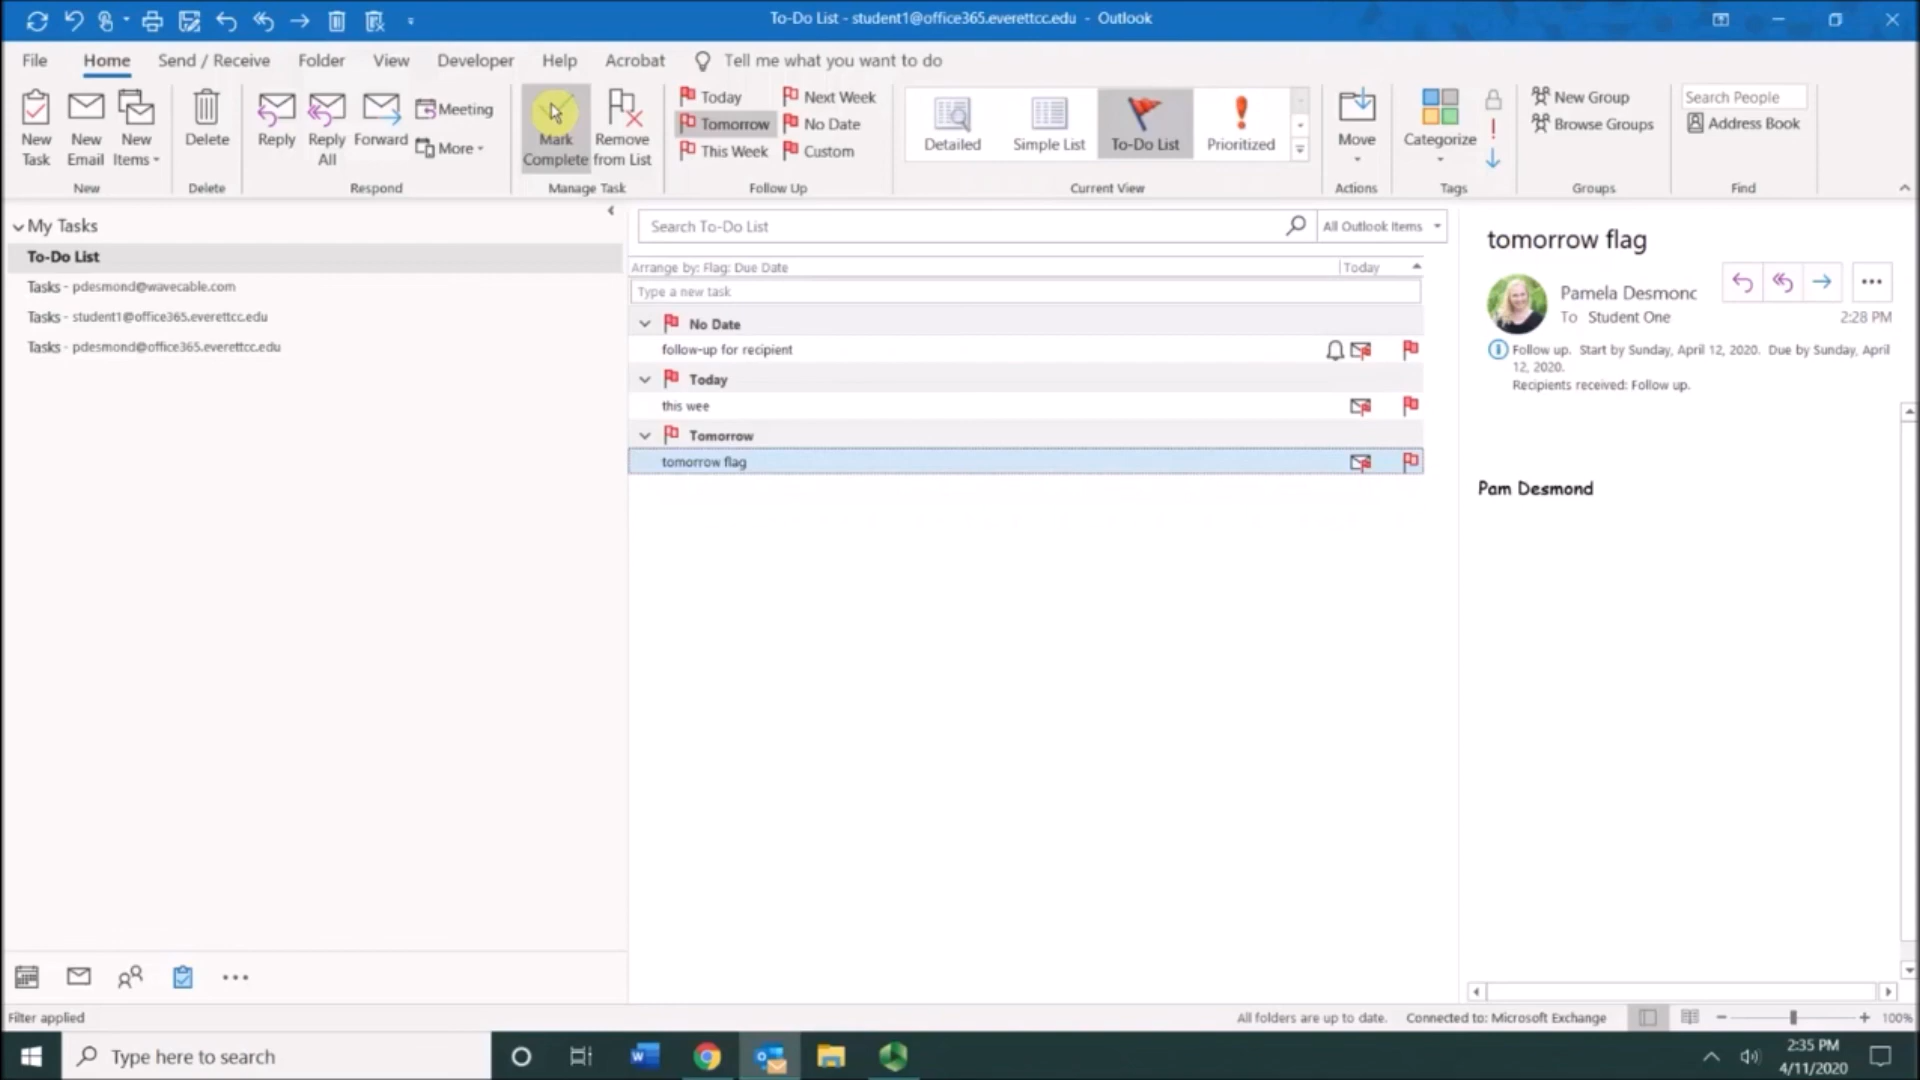 To-Do List - student1@office365.everettcc.edu - Outlook
File Home Send / Receive Folder View Developer Help Acrobat Tell me what you want to do
New Task
New Email
New Items
New
Delete
Delete
Reply
Reply All
Forward
Meeting
More
Respond
Mark Complete
Remove from List
Manage Task
Today
Tomorrow
This Week
Next Week
No Date
Custom
Follow Up
Detailed
Simple List
To-Do List
Prioritized
Current View
Move
Actions
Categorize
Tags
New Group
Browse Groups
Groups
Search People
Address Book
Find
My Tasks
To-Do List
Tasks - pdesmond@wavecable.com
Tasks - student1@office365.everettcc.edu
Tasks - pdesmond@office365.everettcc.edu
Search To-Do List
All Outlook Items
Arrange by: Flag: Due Date
Today
Type a new task
No Date
follow-up for recipient
Today
this wee
Tomorrow
tomorrow flag
tomorrow flag
Pamela Desmonc
To Student One
2:28 PM
Follow up. Start by Sunday, April 12, 2020. Due by Sunday, April
12, 2020.
Recipients received: Follow up.
Pam Desmond
Filter applied
All folders are up to date.
Connected to: Microsoft Exchange
100%
Type here to search
2:35 PM
4/11/2020